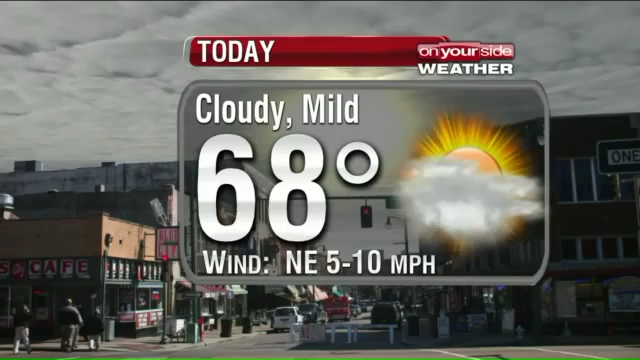 TODAY
on your side
WEATHER
Cloudy, Mild
68°
WIND: NE 5-10 MPH
ONE
CAFE